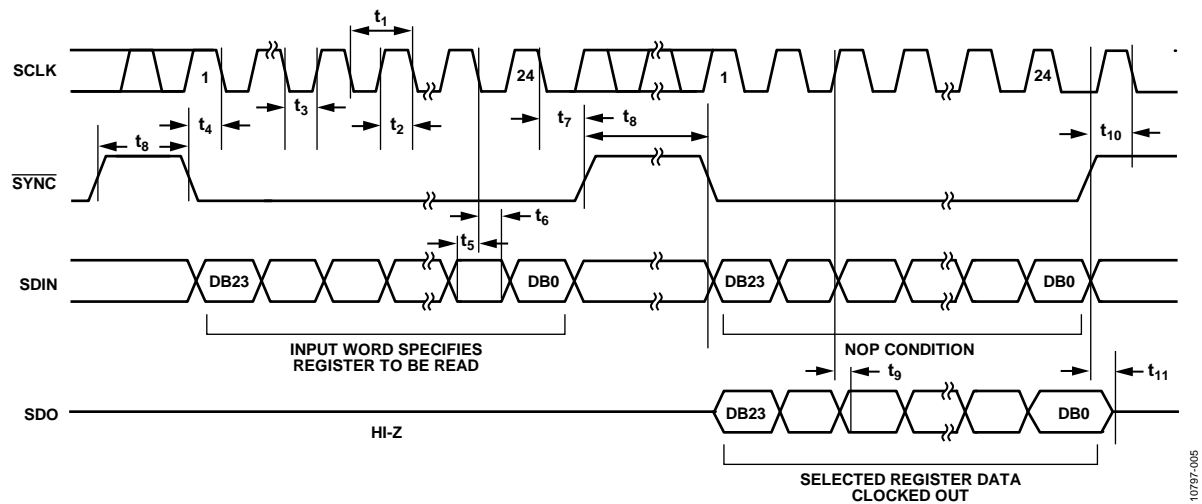 t1
SCLK
1
24
1
24
t3
t4
t2
t7
t8
t10
t8
SYNC
t6
t5
SDIN
DB23
DB0
DB23
DB0
INPUT WORD SPECIFIES
REGISTER TO BE READ
NOP CONDITION
t9
t11
SDO
HI-Z
DB23
DB0
SELECTED REGISTER DATA
CLOCKED OUT
10797-005